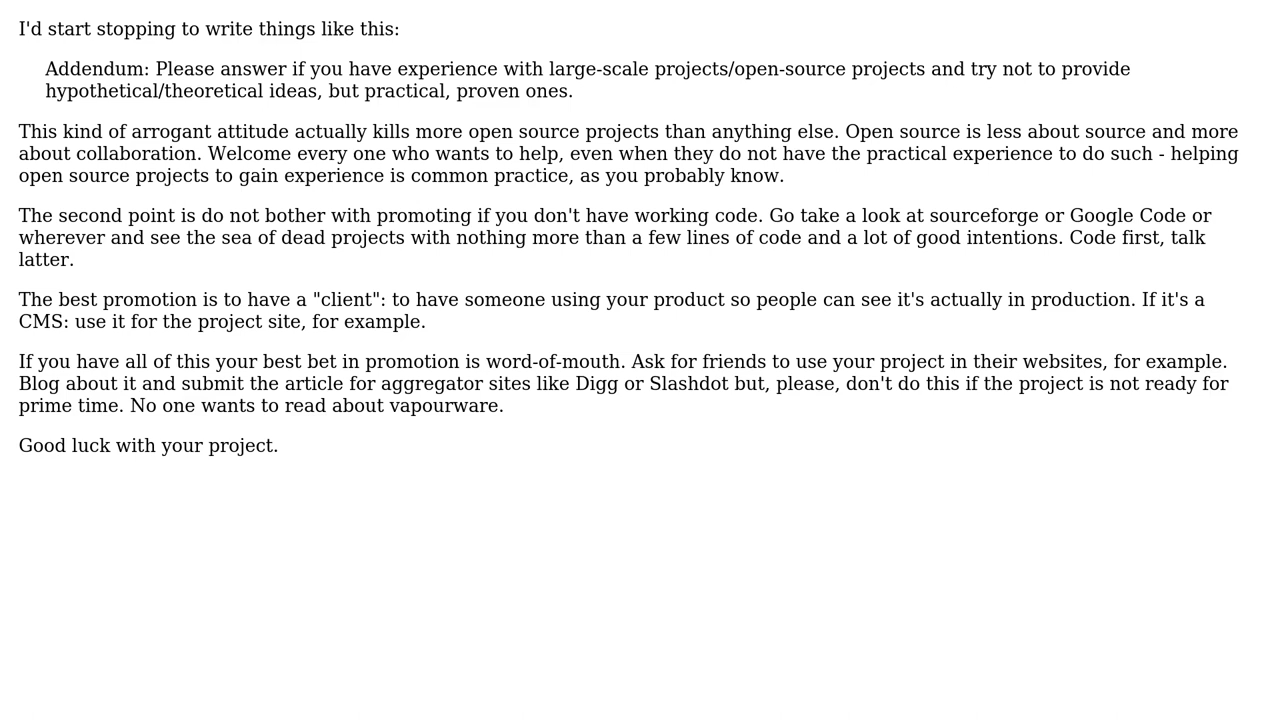 I'd start stopping to write things like this:
Addendum: Please answer if you have experience with large-scale projects/open-source projects and try not to provide
hypothetical/theoretical ideas, but practical, proven ones.
This kind of arrogant attitude actually kills more open source projects than anything else. Open source is less about source and more
about collaboration. Welcome every one who wants to help, even when they do not have the practical experience to do such - helping
open source projects to gain experience is common practice, as you probably know.
The second point is do not bother with promoting if you don't have working code. Go take a look at sourceforge or Google Code or
wherever and see the sea of dead projects with nothing more than a few lines of code and a lot of good intentions. Code first, talk
latter.
The best promotion is to have a "client": to have someone using your product so people can see it's actually in production. If it's a
CMS: use it for the project site, for example.
If you have all of this your best bet in promotion is word-of-mouth. Ask for friends to use your project in their websites, for example.
Blog about it and submit the article for aggregator sites like Digg or Slashdot but, please, don't do this if the project is not ready for
prime time. No one wants to read about vapourware.
Good luck with your project.